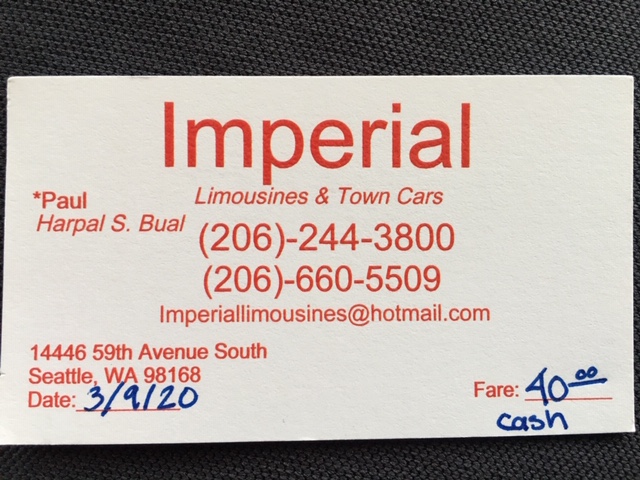 Imperial
Limousines & Town Cars
*Paul
Harpal S. Bual
(206)-244-3800
(206)-660-5509
Imperiallimousines@hotmail.com
14446 59th Avenue South
Seattle, WA 98168
Date: 3/9/20
Fare: 40.00
cash